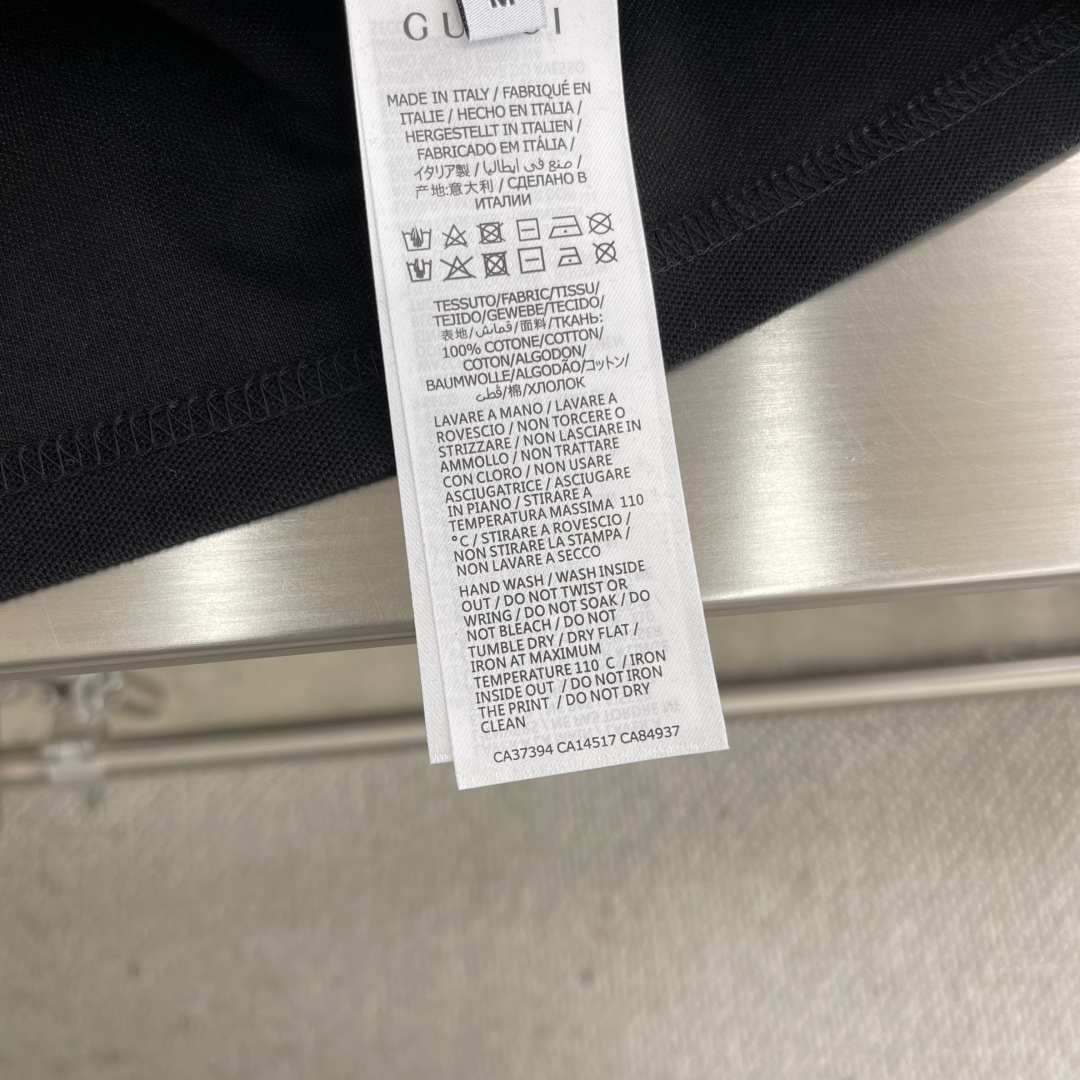 M
GUCCI
MADE IN ITALY / FABRIQUÉ EN
ITALIE / HECHO EN ITALIA /
HERGESTELLT IN ITALIEN /
FABRICADO EM ITÁLIA /
イタリア製 / صنع في ايطاليا /
产地:意大利 / СДЕЛАНО В
ИТАЛИИ
TESSUTO/FABRIC/TISSU/
TEJIDO/GEWEBE/TECIDO/
表地/قماش/面料/ТКАНЬ:
100% COTONE/COTTON/
COTON/ALGODON/
BAUMWOLLE/ALGODÃO/コットン/
قطن/棉/ХЛОПОК
LAVARE A MANO / LAVARE A
ROVESCIO / NON TORCERE O
STRIZZARE / NON LASCIARE IN
AMMOLLO / NON TRATTARE
CON CLORO / NON USARE
ASCIUGATRICE / ASCIUGARE
IN PIANO / STIRARE A
TEMPERATURA MASSIMA 110
°C / STIRARE A ROVESCIO /
NON STIRARE LA STAMPA /
NON LAVARE A SECCO
HAND WASH / WASH INSIDE
OUT / DO NOT TWIST OR
WRING / DO NOT SOAK / DO
NOT BLEACH / DO NOT
TUMBLE DRY / DRY FLAT /
IRON AT MAXIMUM
TEMPERATURE 110 C / IRON
INSIDE OUT / DO NOT IRON
THE PRINT / DO NOT DRY
CLEAN
CA37394 CA14517 CA84937